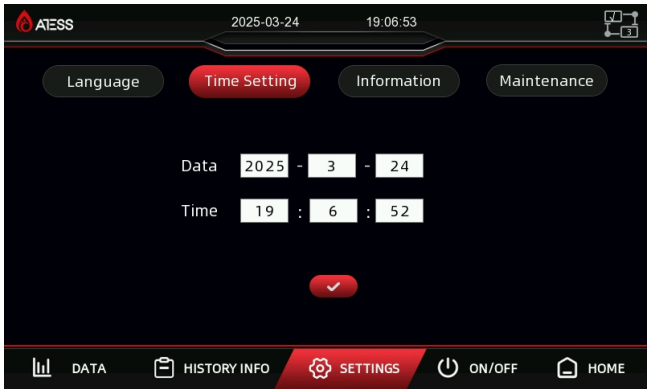 ATESS 2025-03-24 19:06:53
3
Language Time Setting Information Maintenance
Data 2025 - 3 - 24
Time 19 : 6 : 52
DATA HISTORY INFO SETTINGS ON/OFF HOME